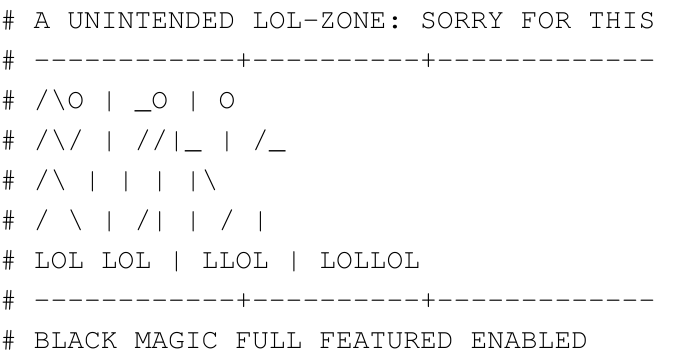 # A UNINTENDED LOL-ZONE: SORRY FOR THIS
# ------------+----------+-------------
# /\O | _O | O
# /\/ | //|_ | /_
# /\ | | | |\
# / \ | /| | / |
# LOL LOL | LLOL | LOLLOL
# ------------+----------+-------------
# BLACK MAGIC FULL FEATURED ENABLED